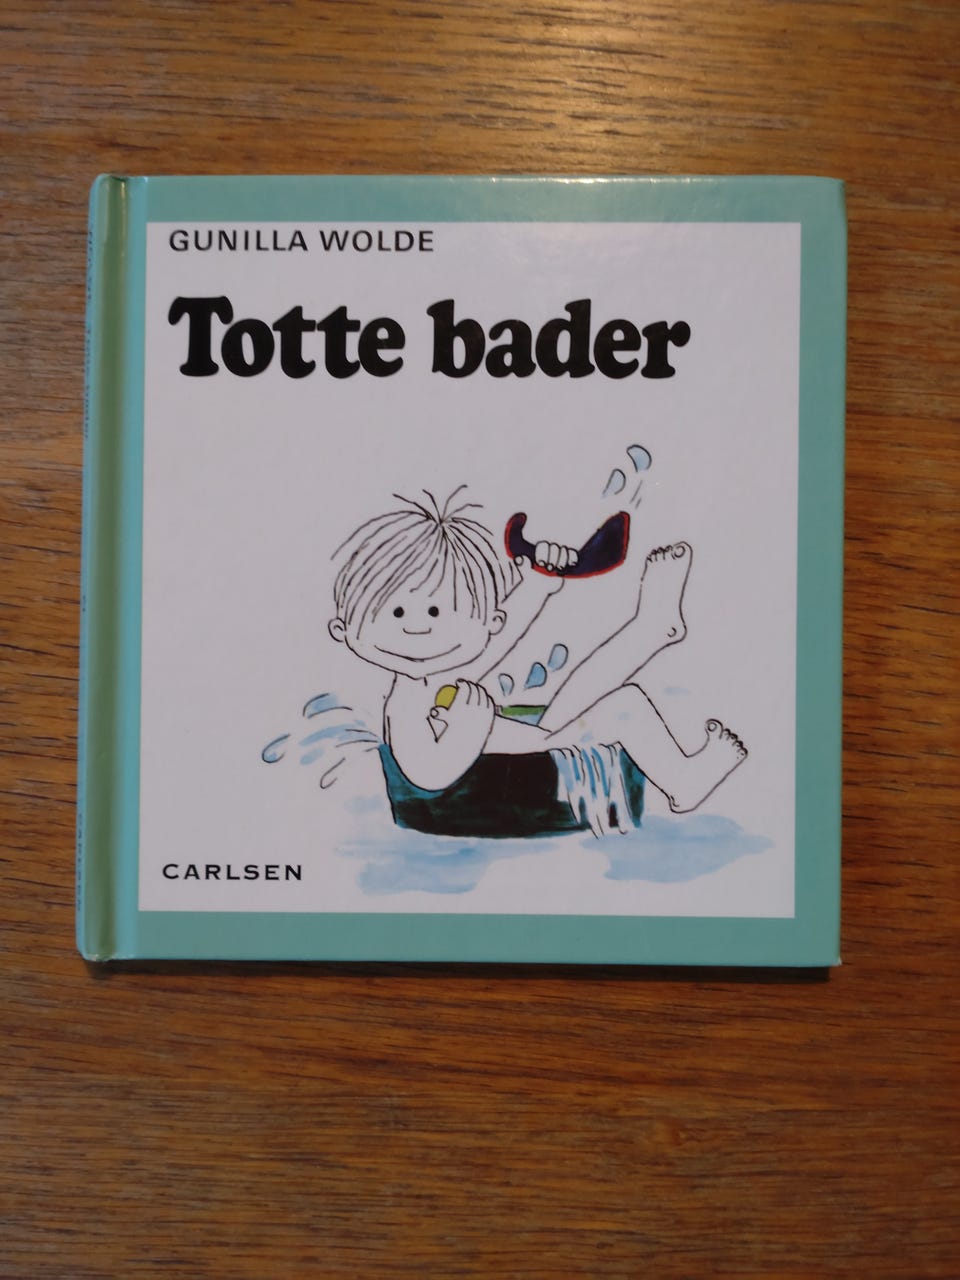 GUNILLA WOLDE
Totte bader
CARLSEN